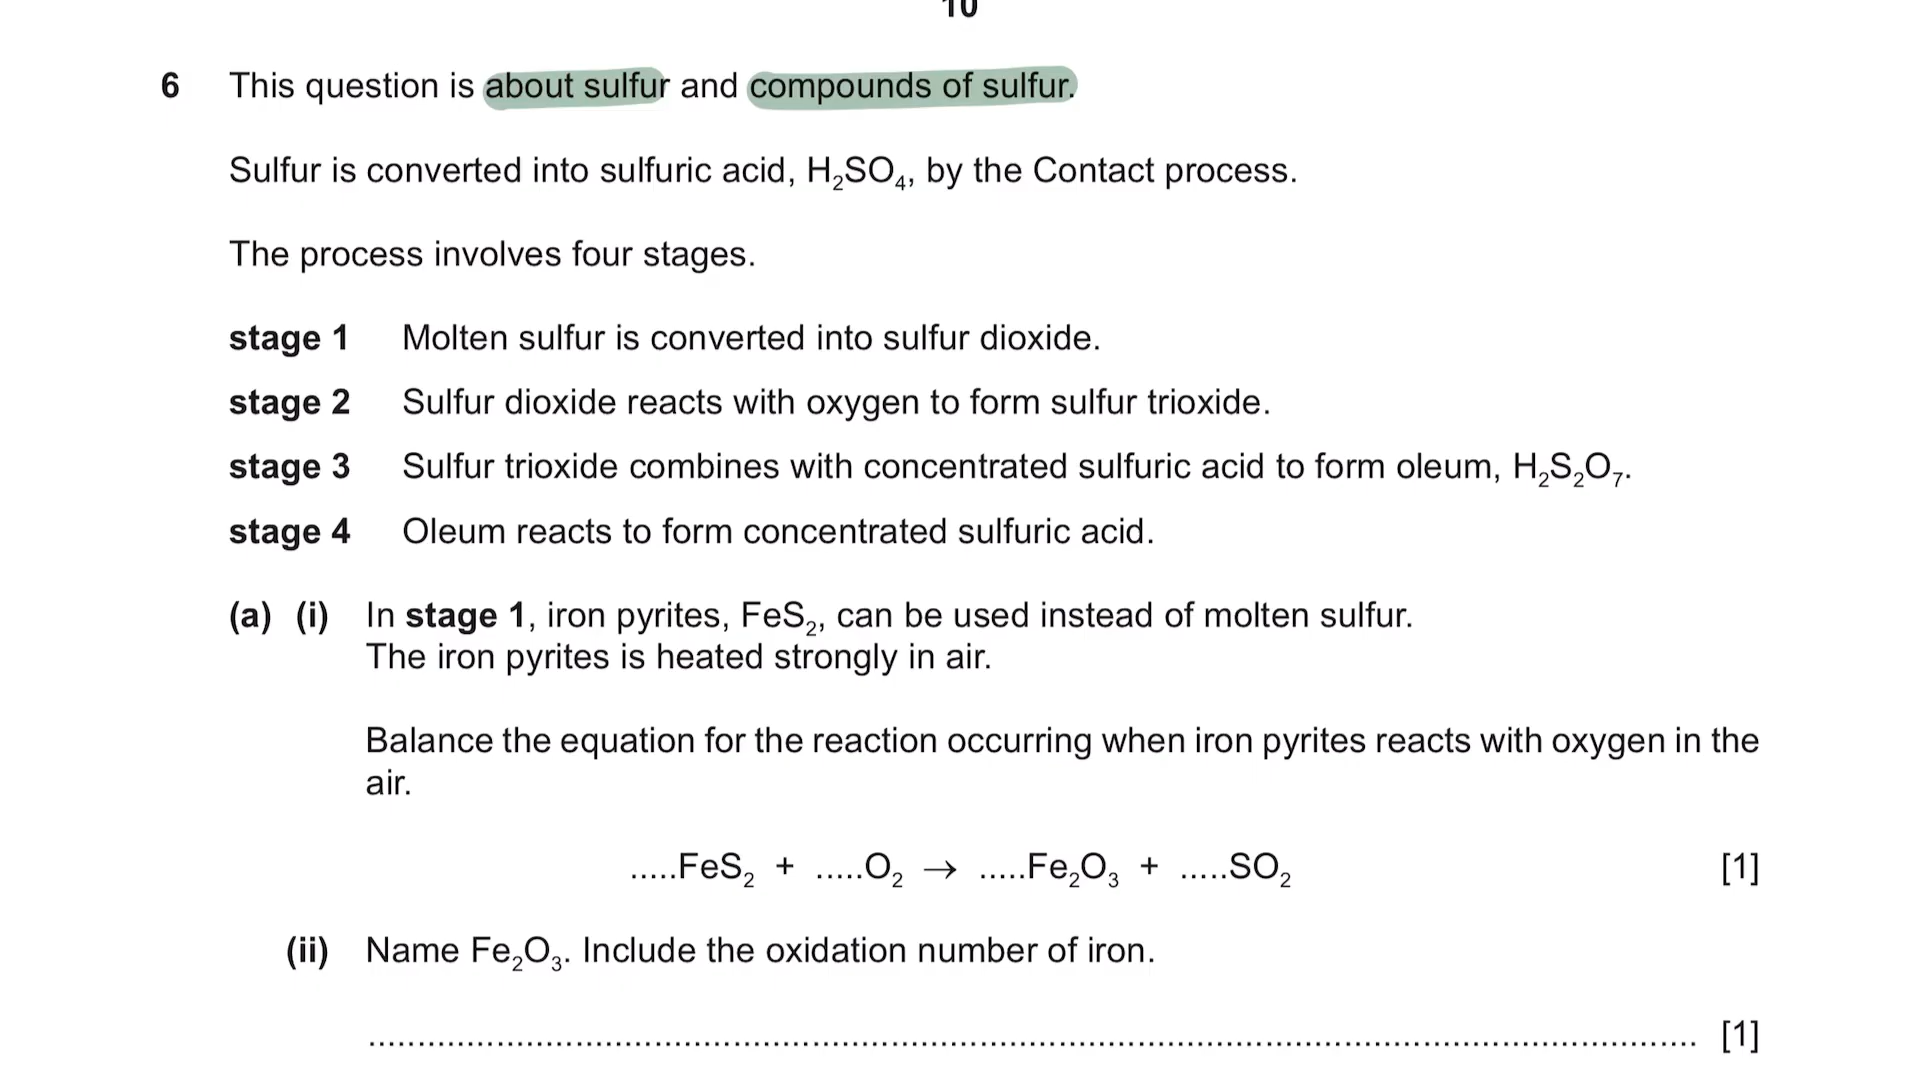 10
6 This question is about sulfur and compounds of sulfur.
Sulfur is converted into sulfuric acid, H₂SO₄, by the Contact process.
The process involves four stages.
stage 1 Molten sulfur is converted into sulfur dioxide.
stage 2 Sulfur dioxide reacts with oxygen to form sulfur trioxide.
stage 3 Sulfur trioxide combines with concentrated sulfuric acid to form oleum, H₂S₂O₇.
stage 4 Oleum reacts to form concentrated sulfuric acid.
(a) (i) In stage 1, iron pyrites, FeS₂, can be used instead of molten sulfur.
The iron pyrites is heated strongly in air.
Balance the equation for the reaction occurring when iron pyrites reacts with oxygen in the
air.
.....FeS₂ + .....O₂ → .....Fe₂O₃ + .....SO₂ [1]
(ii) Name Fe₂O₃. Include the oxidation number of iron.
.......................................................................................................... [1]